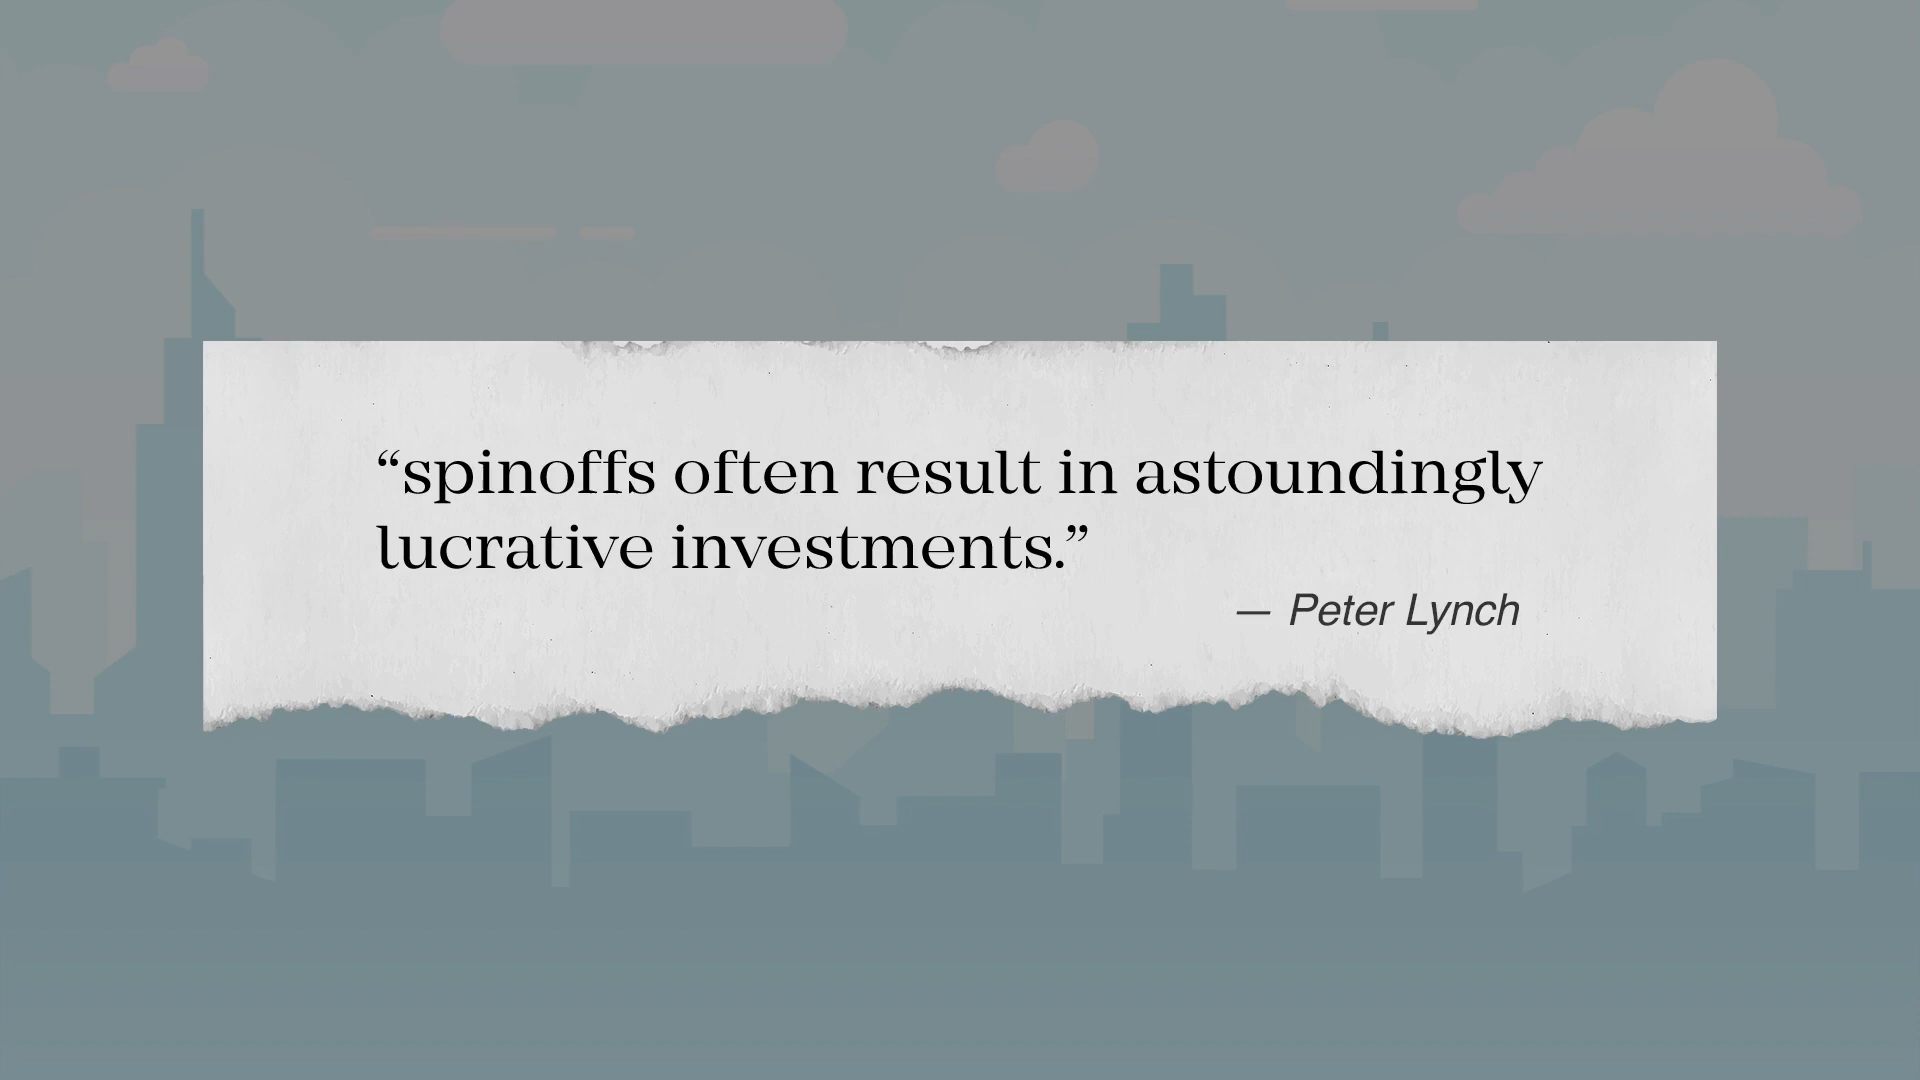 “spinoffs often result in astoundingly
lucrative investments.”
— Peter Lynch